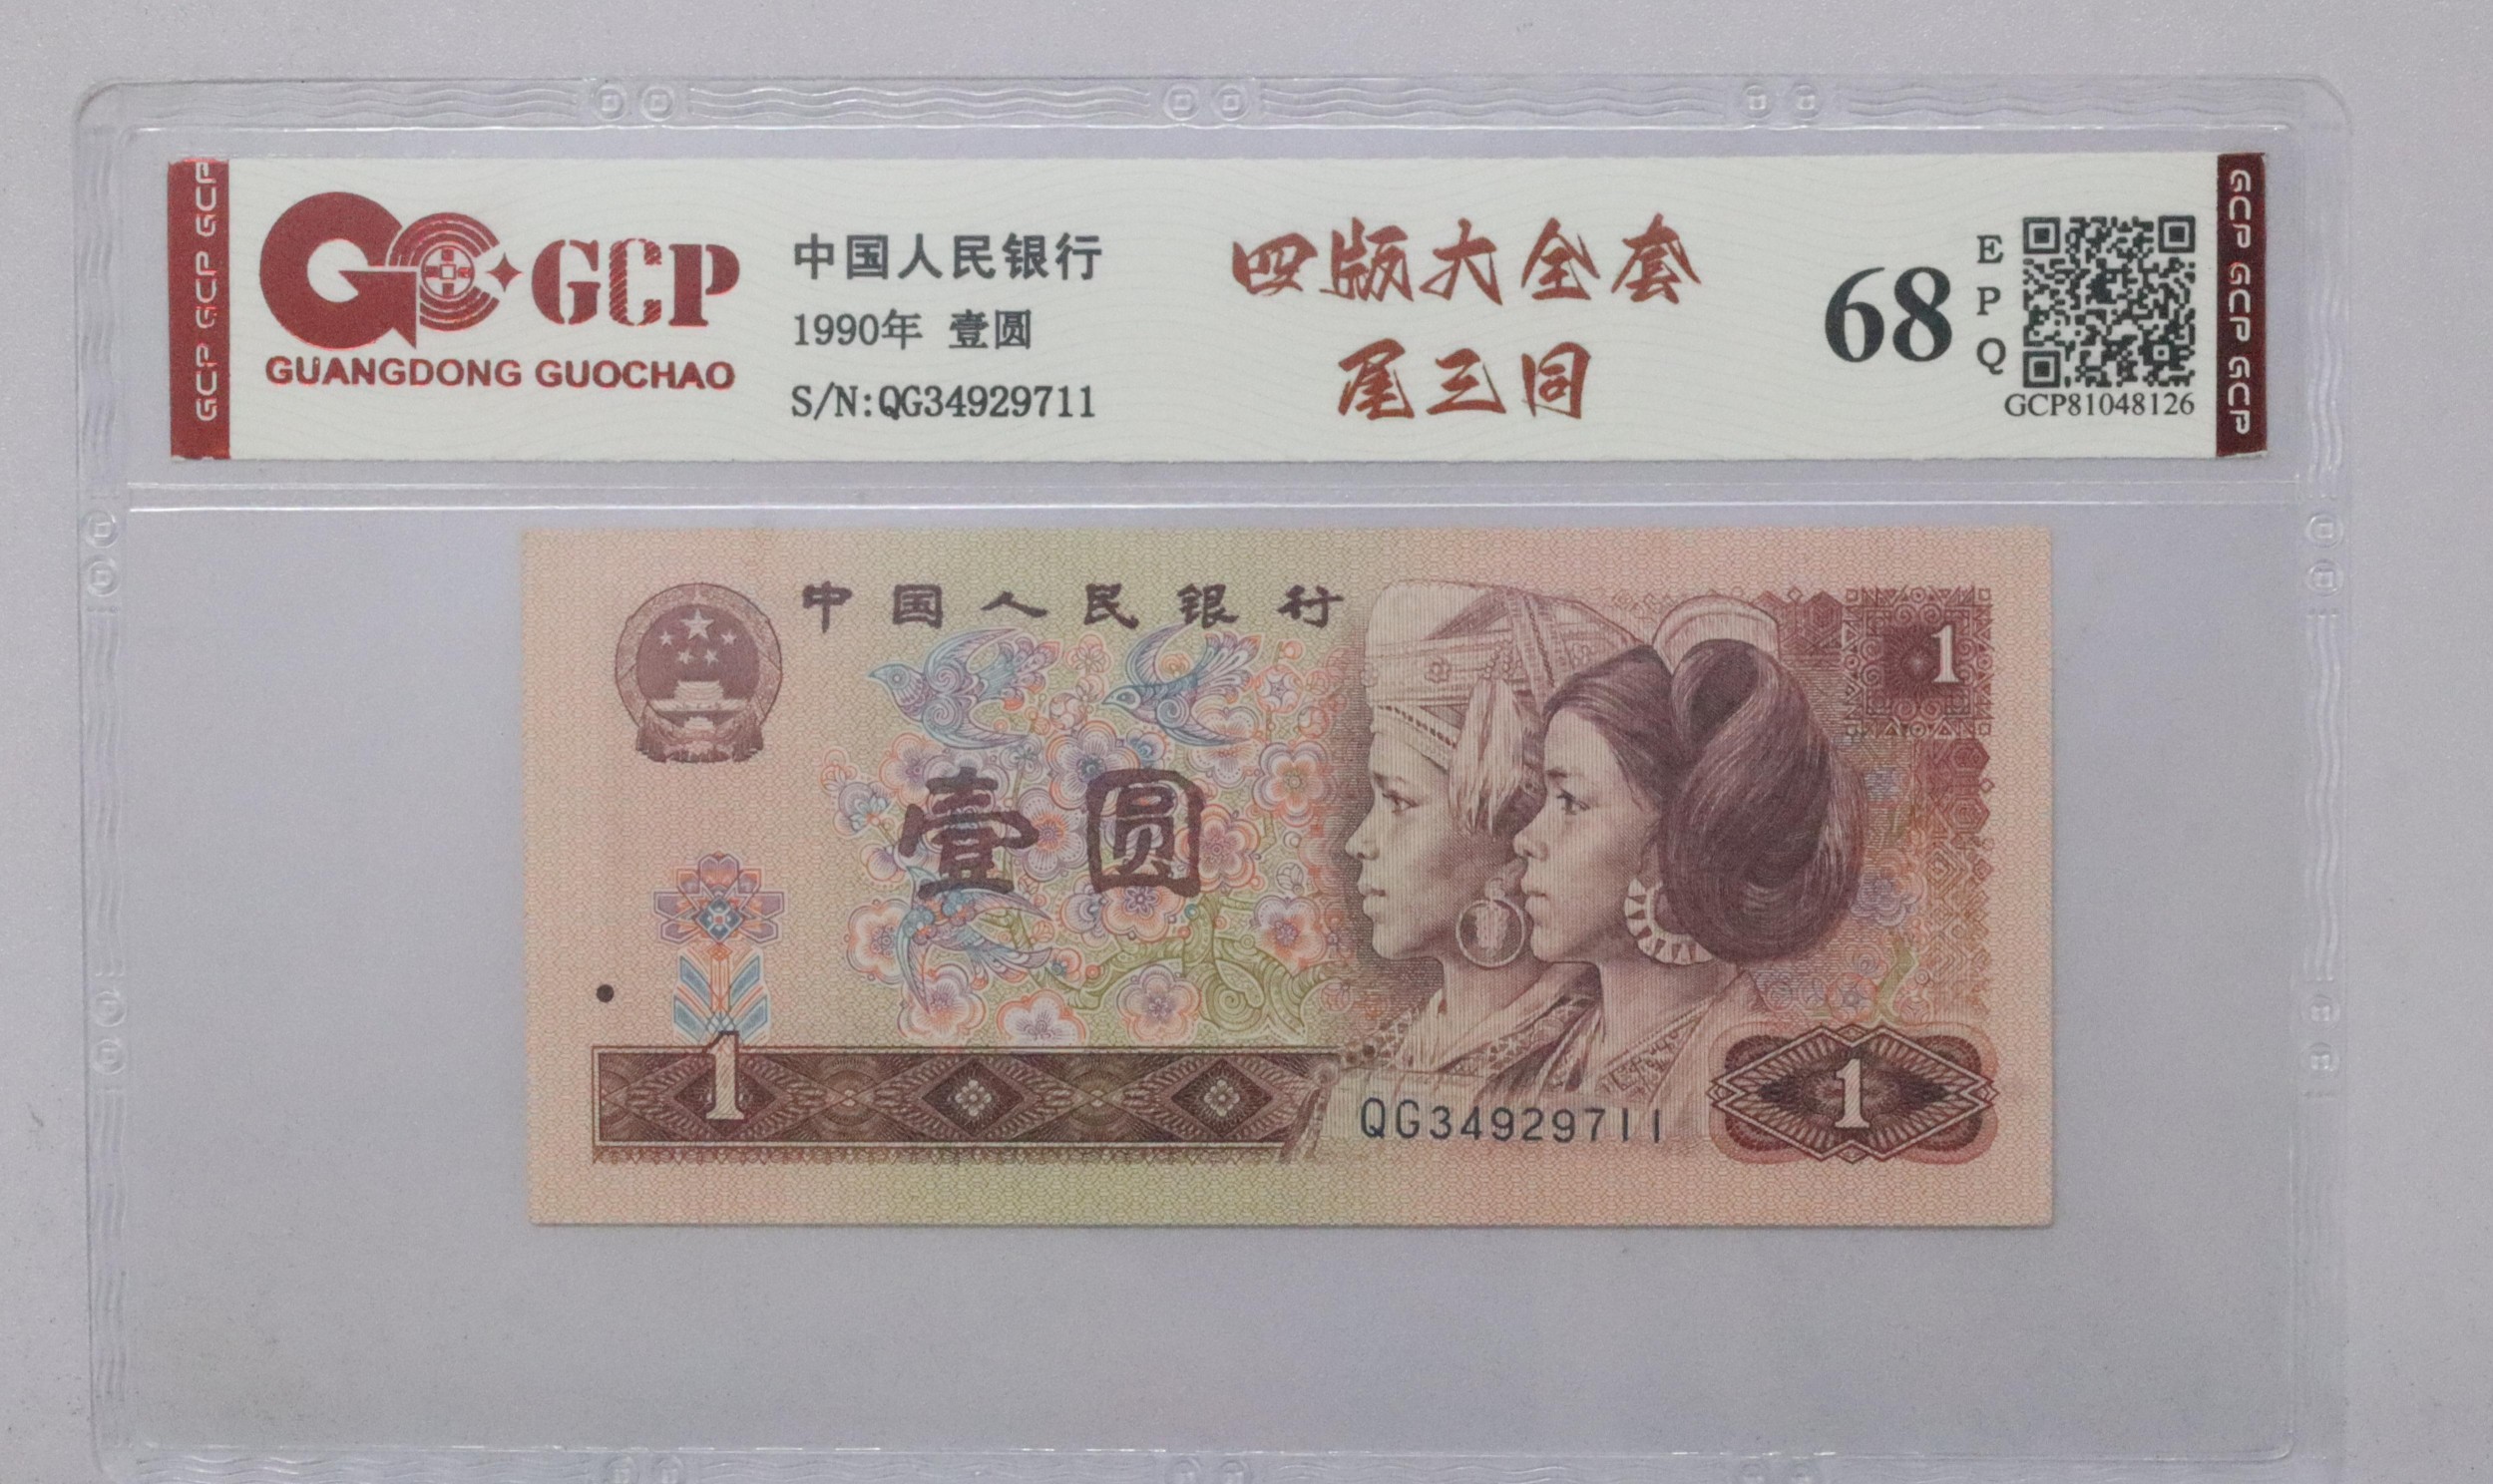 GCP GCP GCP
GCP
GUANGDONG GUOCHAO
中国人民银行
1990年 壹圆
S/N:QG34929711
四版大全套
尾三同
68
E
P
Q
GCP81048126
GCP GCP GCP
中国人民银行
1
壹圆
1
QG34929711
1